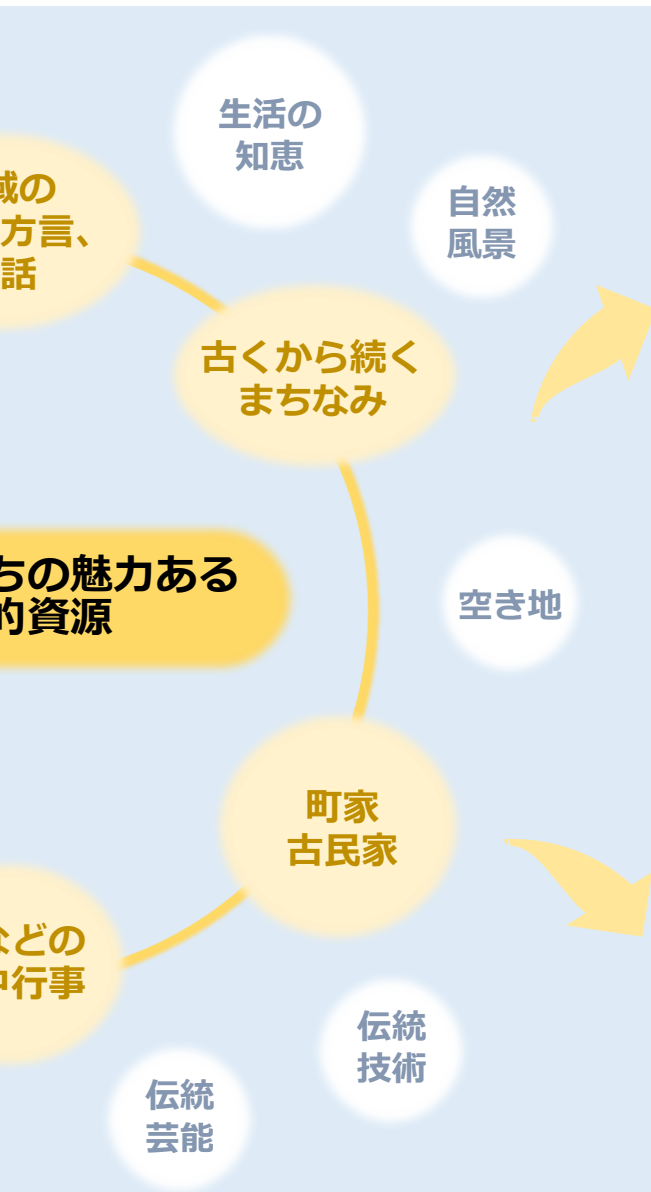 生活の
知恵
自然
風景
域の
方言、
話
古くから続く
まちなみ
ちの魅力ある
的資源
空き地
町家
古民家
などの
中行事
伝統
技術
伝統
芸能